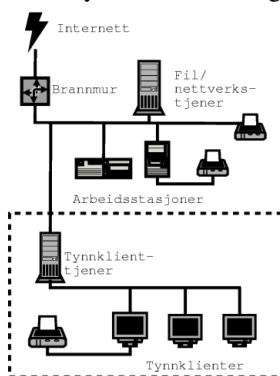 Internett
Brannmur
Fil/
nettverks-
tjener
Arbeidsstasjoner
Tynnklient-
tjener
Tynnklienter